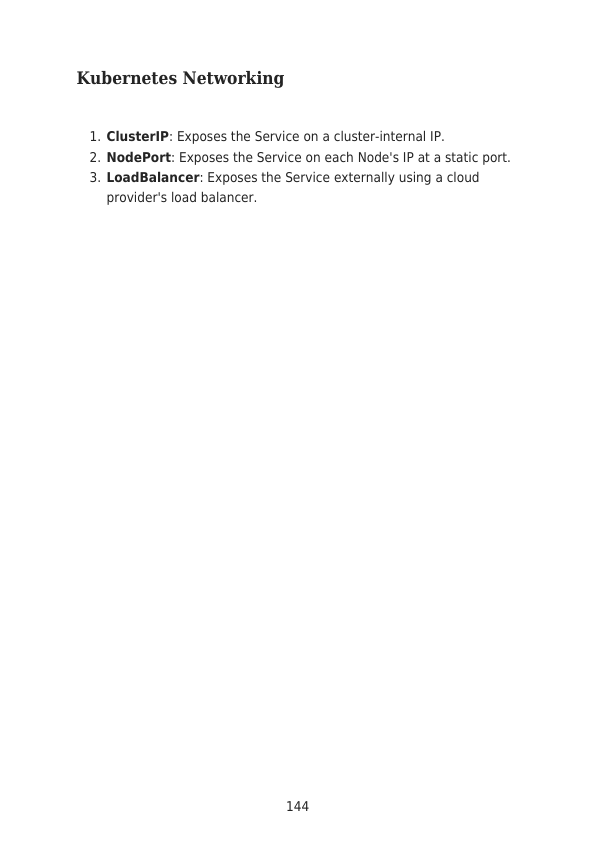 Kubernetes Networking
1. ClusterIP: Exposes the Service on a cluster-internal IP.
2. NodePort: Exposes the Service on each Node's IP at a static port.
3. LoadBalancer: Exposes the Service externally using a cloud
provider's load balancer.
144